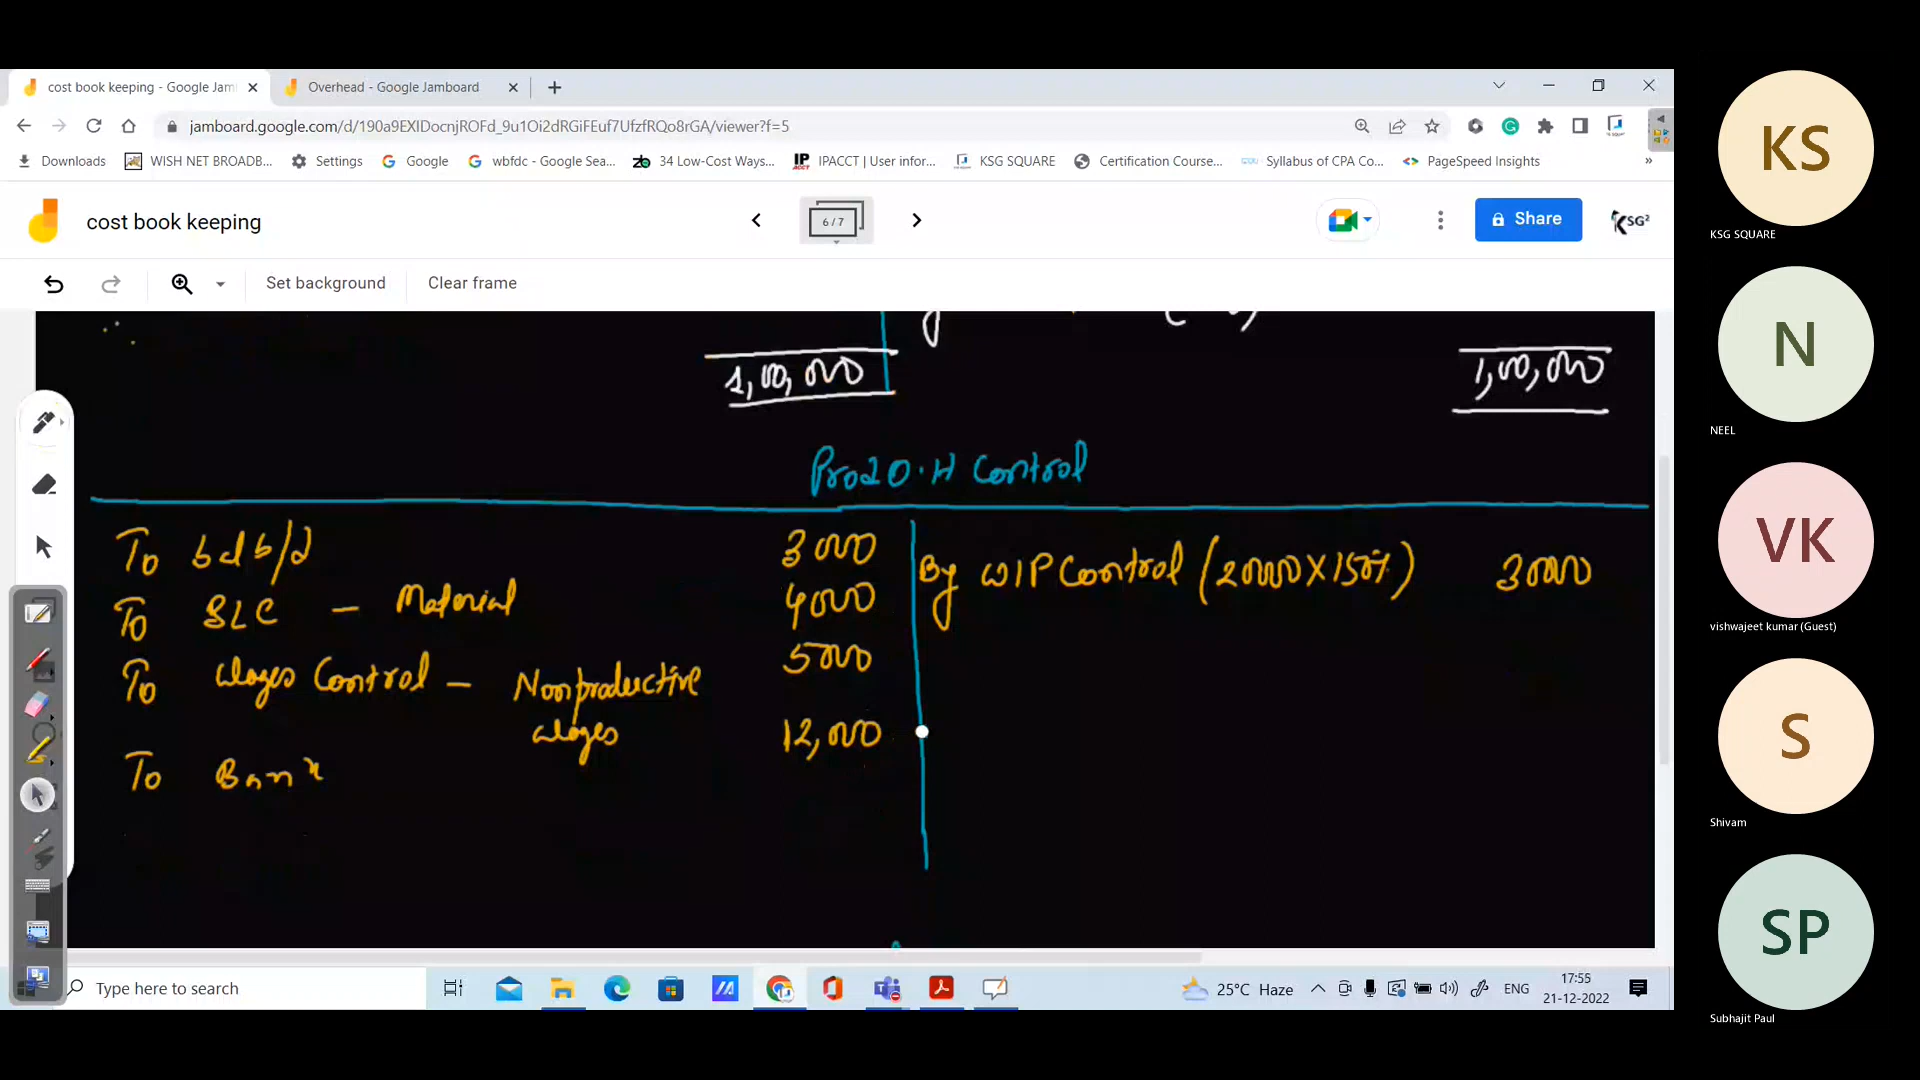 KS
KSG SQUARE
cost book keeping - Google Jam
Overhead - Google Jamboard
jamboard.google.com/d/190a9EXIDocnjROFd_9u1Oi2dRGiFEuf7UfzfRQo8rGA/viewer?f=5
Downloads
WISH NET BROADB...
Settings
Google
wbfdc - Google Sea...
34 Low-Cost Ways...
IPACCT | User infor...
KSG SQUARE
Certification Course...
Syllabus of CPA Co...
PageSpeed Insights
»
cost book keeping
6 / 7
Share
KSG²
Set background
Clear frame
N
NEEL
1,00,000 1,00,000
Prod O.H Control
To bd b/d 3000
By WIP Control (20000 X 150%) 30000
To SLC - Material 4000
To Wages Control - Nonproductive 5000
Wages 12,000
To Bank
VK
vishwajeet kumar (Guest)
S
Shivam
SP
Subhajit Paul
Type here to search
25°C Haze
ENG
17:55
21-12-2022